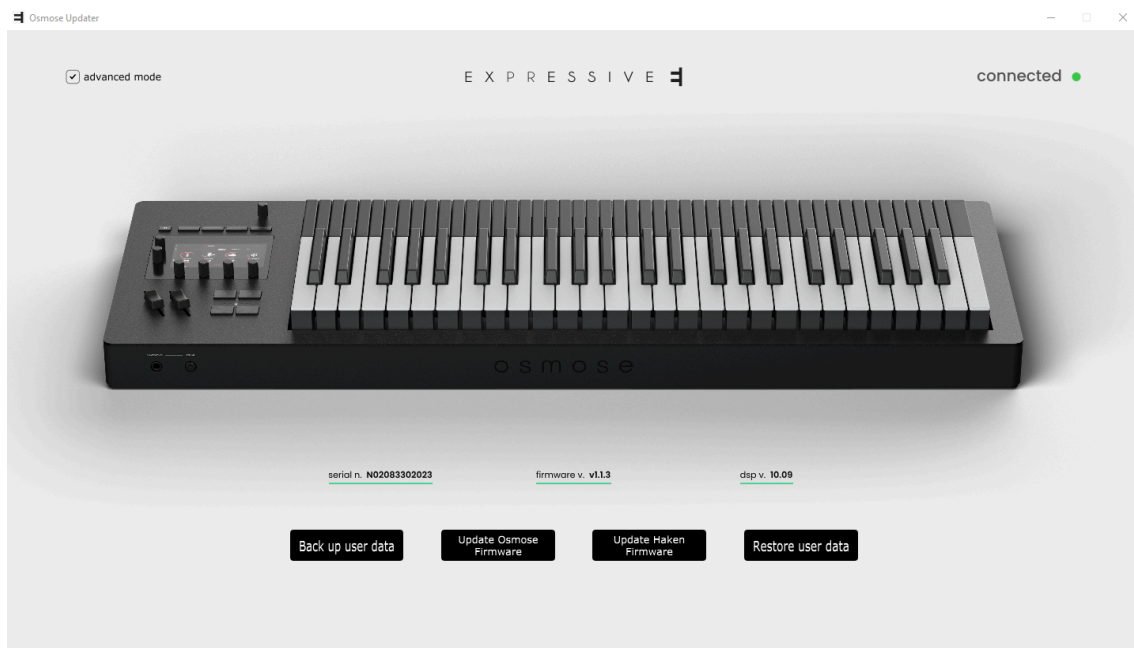 Osmose Updater
advanced mode
EXPRESSIVE
connected
osmose
serial n. N02083302023
firmware v. v1.1.3
dsp v. 10.09
Back up user data
Update Osmose
Firmware
Update Haken
Firmware
Restore user data